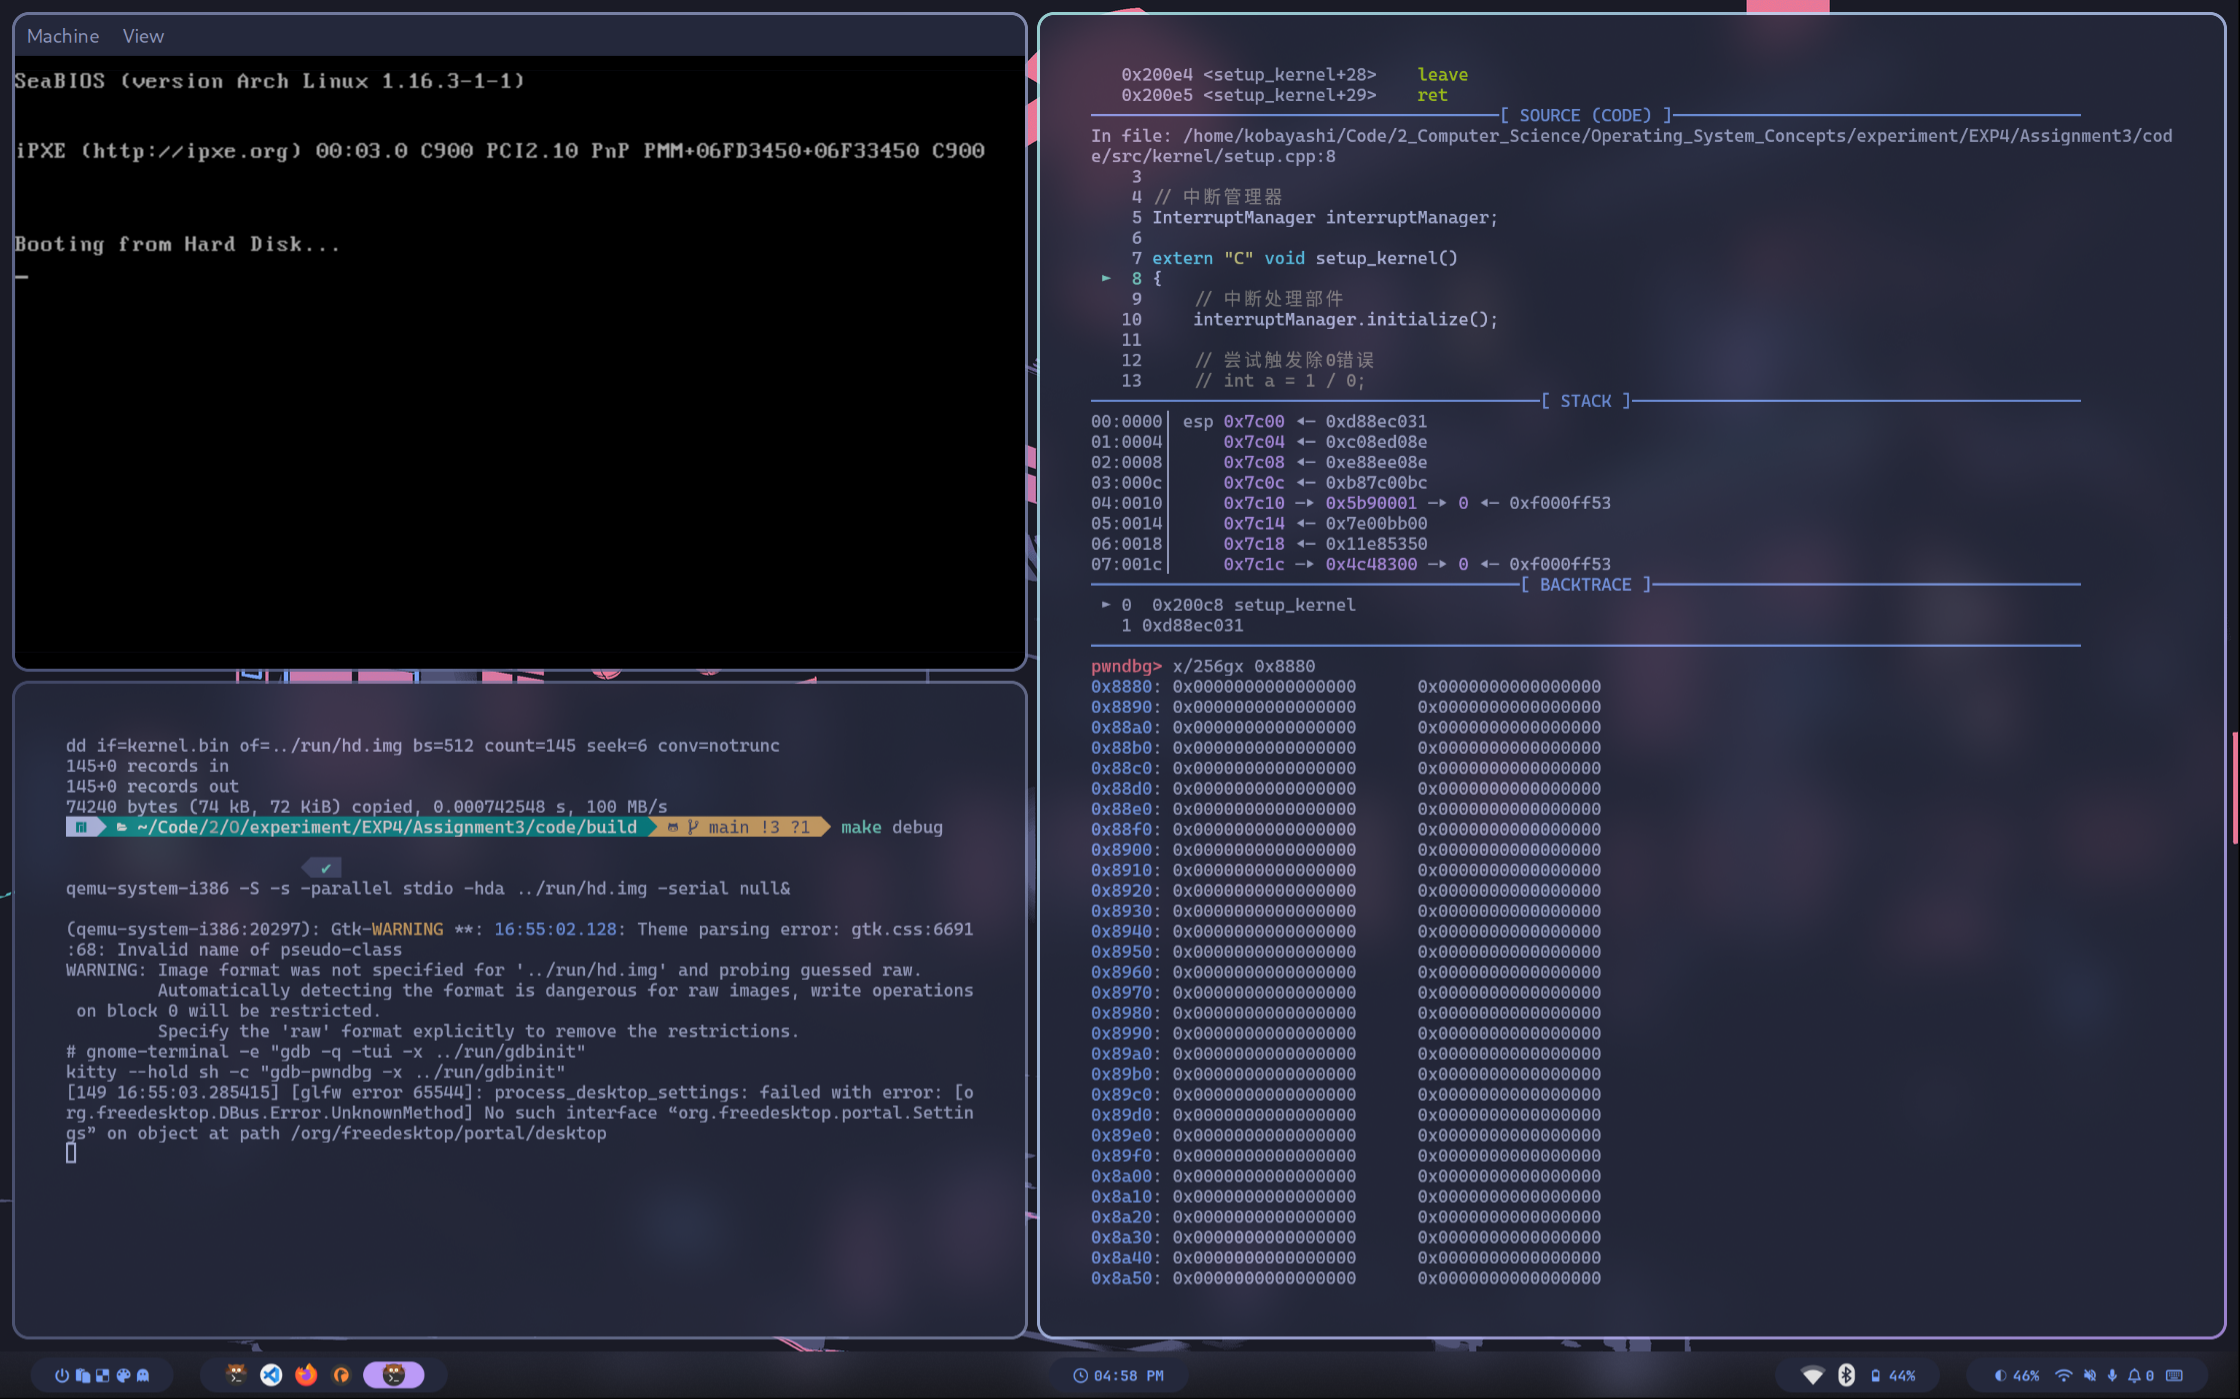 Machine View
SeaBIOS (version Arch Linux 1.16.3-1-1)
iPXE (http://ipxe.org) 00:03.0 C900 PCI2.10 PnP PMM+06FD3450+06F33450 C900
Booting from Hard Disk...
dd if=kernel.bin of=../run/hd.img bs=512 count=145 seek=6 conv=notrunc
145+0 records in
145+0 records out
74240 bytes (74 kB, 72 KiB) copied, 0.000742548 s, 100 MB/s
~/Code/2/O/experiment/EXP4/Assignment3/code/build main !3 ?1 make debug
✔
qemu-system-i386 -S -s -parallel stdio -hda ../run/hd.img -serial null&
(qemu-system-i386:20297): Gtk-WARNING **: 16:55:02.128: Theme parsing error: gtk.css:6691
:68: Invalid name of pseudo-class
WARNING: Image format was not specified for '../run/hd.img' and probing guessed raw.
Automatically detecting the format is dangerous for raw images, write operations
on block 0 will be restricted.
Specify the 'raw' format explicitly to remove the restrictions.
# gnome-terminal -e "gdb -q -tui -x ../run/gdbinit"
kitty --hold sh -c "gdb-pwndbg -x ../run/gdbinit"
[149 16:55:03.285415] [glfw error 65544]: process_desktop_settings: failed with error: [o
rg.freedesktop.DBus.Error.UnknownMethod] No such interface “org.freedesktop.portal.Settin
gs” on object at path /org/freedesktop/portal/desktop
0x200e4 <setup_kernel+28> leave
0x200e5 <setup_kernel+29> ret
[ SOURCE (CODE) ]
In file: /home/kobayashi/Code/2_Computer_Science/Operating_System_Concepts/experiment/EXP4/Assignment3/cod
e/src/kernel/setup.cpp:8
3
4 // 中断管理器
5 InterruptManager interruptManager;
6
7 extern "C" void setup_kernel()
► 8 {
9 // 中断处理部件
10 interruptManager.initialize();
11
12 // 尝试触发除0错误
13 // int a = 1 / 0;
[ STACK ]
00:0000│ esp 0x7c00 ◂— 0xd88ec031
01:0004│ 0x7c04 ◂— 0xc08ed08e
02:0008│ 0x7c08 ◂— 0xe88ee08e
03:000c│ 0x7c0c ◂— 0xb87c00bc
04:0010│ 0x7c10 —▸ 0x5b90001 —▸ 0 ◂— 0xf000ff53
05:0014│ 0x7c14 ◂— 0x7e00bb00
06:0018│ 0x7c18 ◂— 0x11e85350
07:001c│ 0x7c1c —▸ 0x4c48300 —▸ 0 ◂— 0xf000ff53
[ BACKTRACE ]
► 0 0x200c8 setup_kernel
1 0xd88ec031
pwndbg> x/256gx 0x8880
0x8880: 0x0000000000000000 0x0000000000000000
0x8890: 0x0000000000000000 0x0000000000000000
0x88a0: 0x0000000000000000 0x0000000000000000
0x88b0: 0x0000000000000000 0x0000000000000000
0x88c0: 0x0000000000000000 0x0000000000000000
0x88d0: 0x0000000000000000 0x0000000000000000
0x88e0: 0x0000000000000000 0x0000000000000000
0x88f0: 0x0000000000000000 0x0000000000000000
0x8900: 0x0000000000000000 0x0000000000000000
0x8910: 0x0000000000000000 0x0000000000000000
0x8920: 0x0000000000000000 0x0000000000000000
0x8930: 0x0000000000000000 0x0000000000000000
0x8940: 0x0000000000000000 0x0000000000000000
0x8950: 0x0000000000000000 0x0000000000000000
0x8960: 0x0000000000000000 0x0000000000000000
0x8970: 0x0000000000000000 0x0000000000000000
0x8980: 0x0000000000000000 0x0000000000000000
0x8990: 0x0000000000000000 0x0000000000000000
0x89a0: 0x0000000000000000 0x0000000000000000
0x89b0: 0x0000000000000000 0x0000000000000000
0x89c0: 0x0000000000000000 0x0000000000000000
0x89d0: 0x0000000000000000 0x0000000000000000
0x89e0: 0x0000000000000000 0x0000000000000000
0x89f0: 0x0000000000000000 0x0000000000000000
0x8a00: 0x0000000000000000 0x0000000000000000
0x8a10: 0x0000000000000000 0x0000000000000000
0x8a20: 0x0000000000000000 0x0000000000000000
0x8a30: 0x0000000000000000 0x0000000000000000
0x8a40: 0x0000000000000000 0x0000000000000000
0x8a50: 0x0000000000000000 0x0000000000000000
04:58 PM
44%
46%
0